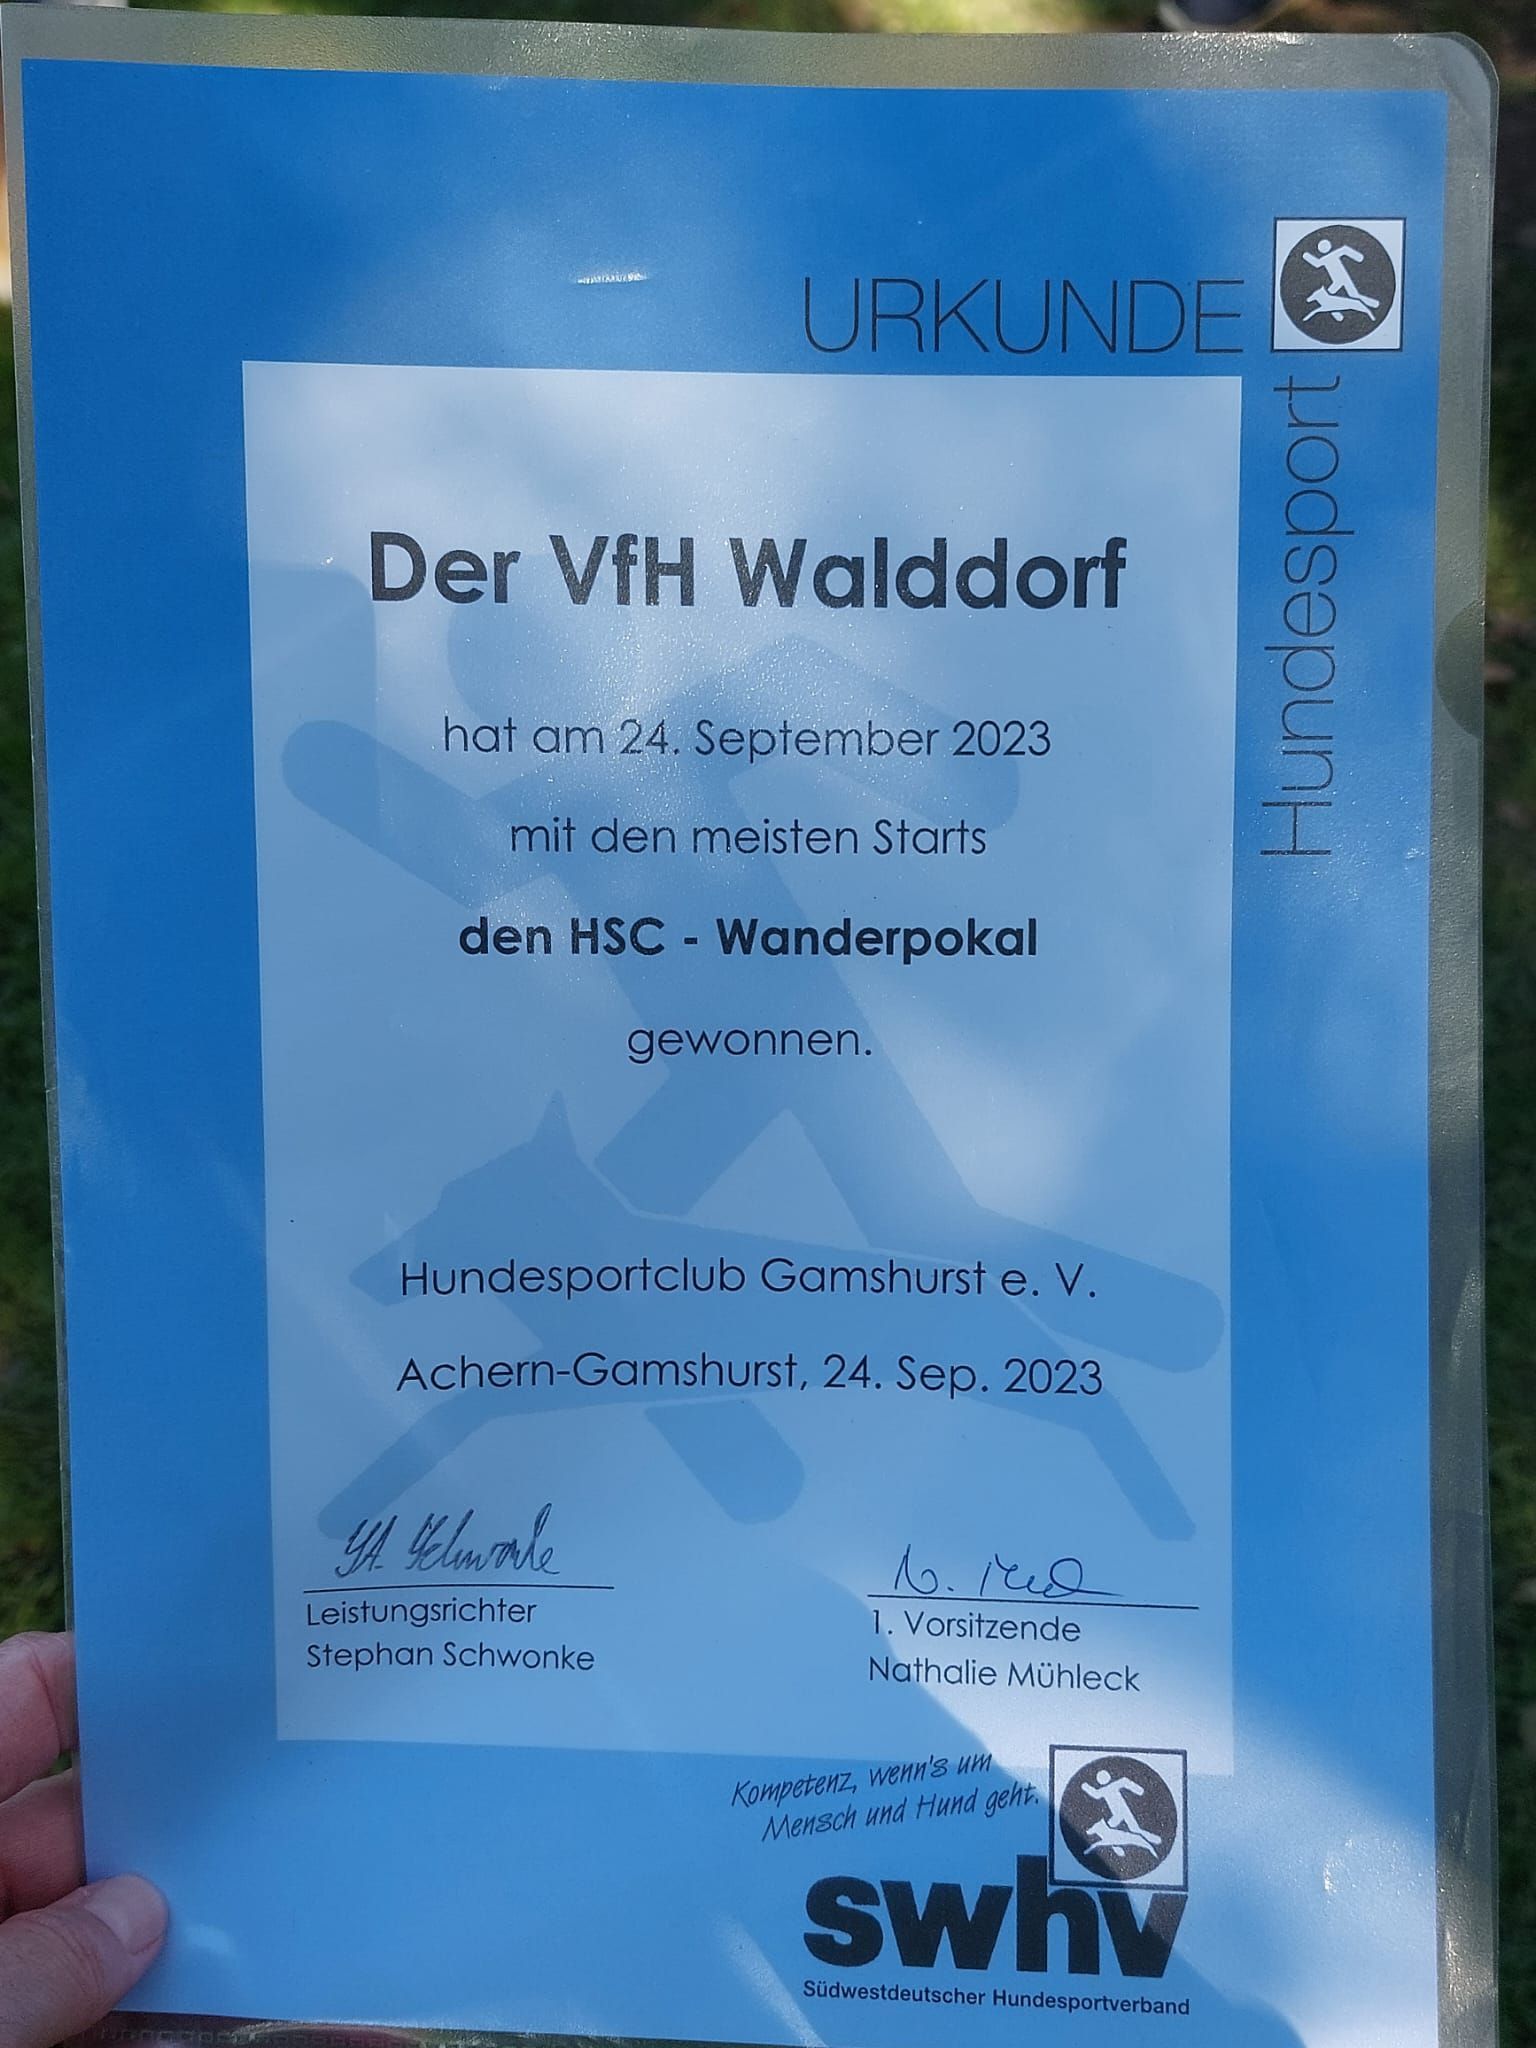 URKUNDE
Hundesport
Der VfH Walddorf
hat am 24. September 2023
mit den meisten Starts
den HSC - Wanderpokal
gewonnen.
Hundesportclub Gamshurst e. V.
Achern-Gamshurst, 24. Sep. 2023
Leistungsrichter
Stephan Schwonke
1. Vorsitzende
Nathalie Mühleck
Kompetenz, wenn's um
Mensch und Hund geht.
swhv
Südwestdeutscher Hundesportverband